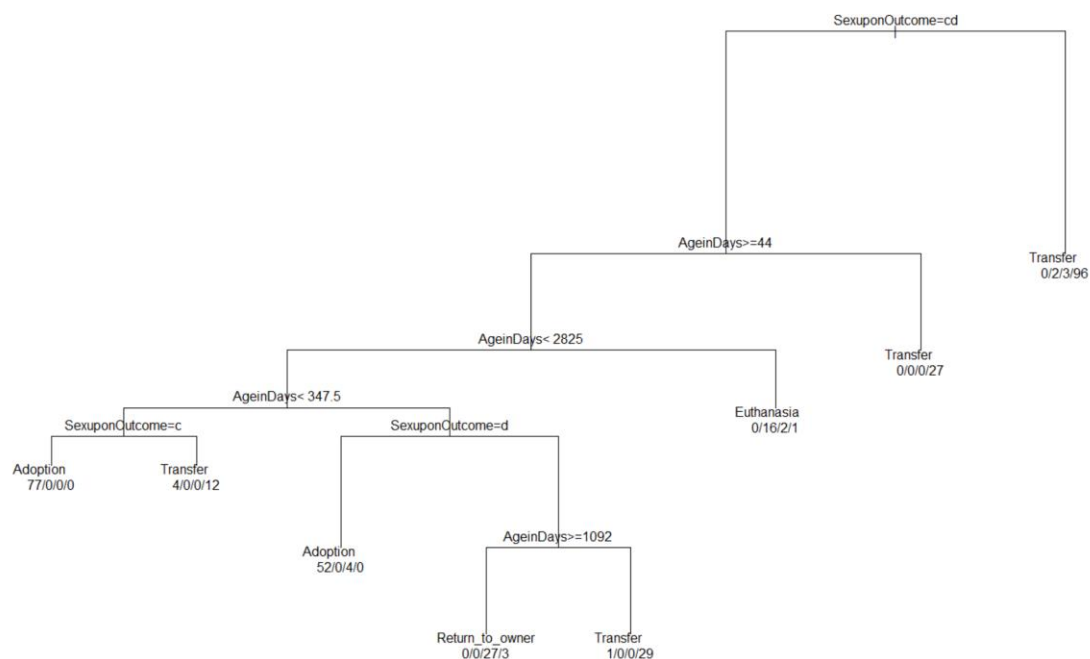 SexuponOutcome=cd
AgeinDays>=44
Transfer
0/2/3/96
AgeinDays< 2825
Transfer
0/0/0/27
AgeinDays< 347.5
Euthanasia
0/16/2/1
SexuponOutcome=c
SexuponOutcome=d
Adoption
77/0/0/0
Transfer
4/0/0/12
Adoption
52/0/4/0
AgeinDays>=1092
Return_to_owner
0/0/27/3
Transfer
1/0/0/29